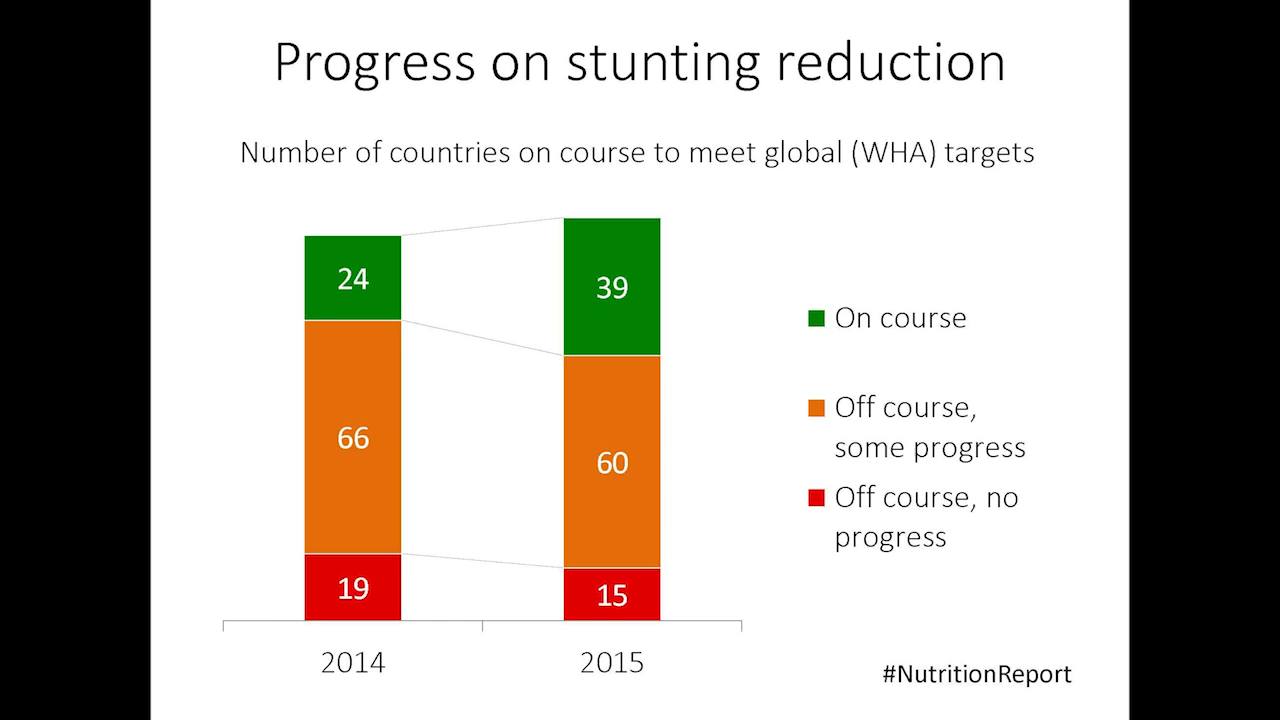 Progress on stunting reduction
Number of countries on course to meet global (WHA) targets
24
39
66
60
19
15
2014
2015
On course
Off course,
some progress
Off course, no
progress
#NutritionReport